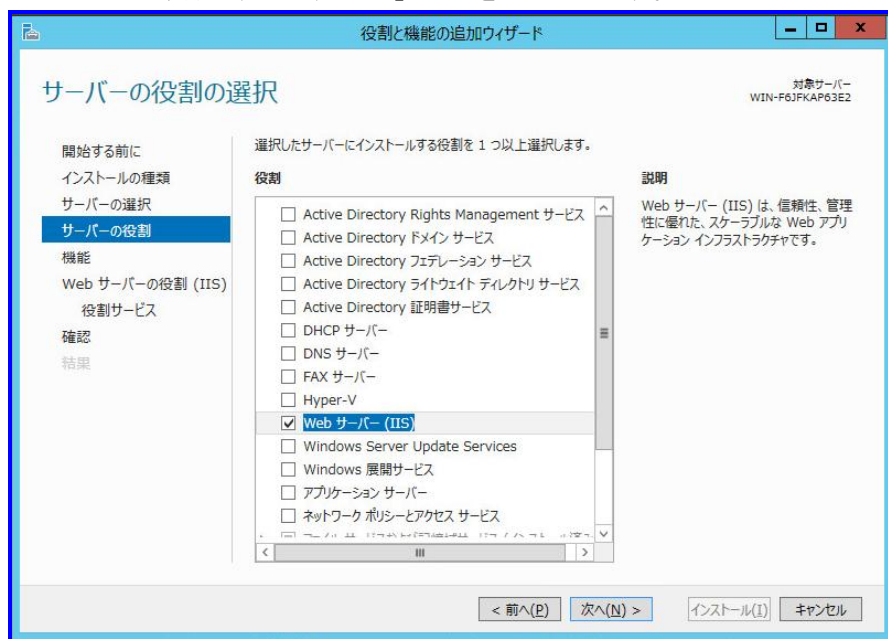 役割と機能の追加ウィザード
サーバーの役割の選択
対象サーバー
WIN-F6JFKAP63E2
開始する前に
インストールの種類
サーバーの選択
サーバーの役割
機能
Web サーバーの役割 (IIS)
役割サービス
確認
結果
選択したサーバーにインストールする役割を 1 つ以上選択します。
役割
Active Directory Rights Management サービス
Active Directory ドメイン サービス
Active Directory フェデレーション サービス
Active Directory ライトウェイト ディレクトリ サービス
Active Directory 証明書サービス
DHCP サーバー
DNS サーバー
FAX サーバー
Hyper-V
Web サーバー (IIS)
Windows Server Update Services
Windows 展開サービス
アプリケーション サーバー
ネットワーク ポリシーとアクセス サービス
説明
Web サーバー (IIS) は、信頼性、管理
性に優れた、スケーラブルな Web アプリ
ケーション インフラストラクチャです。
< 前へ(P)
次へ(N) >
インストール(I)
キャンセル